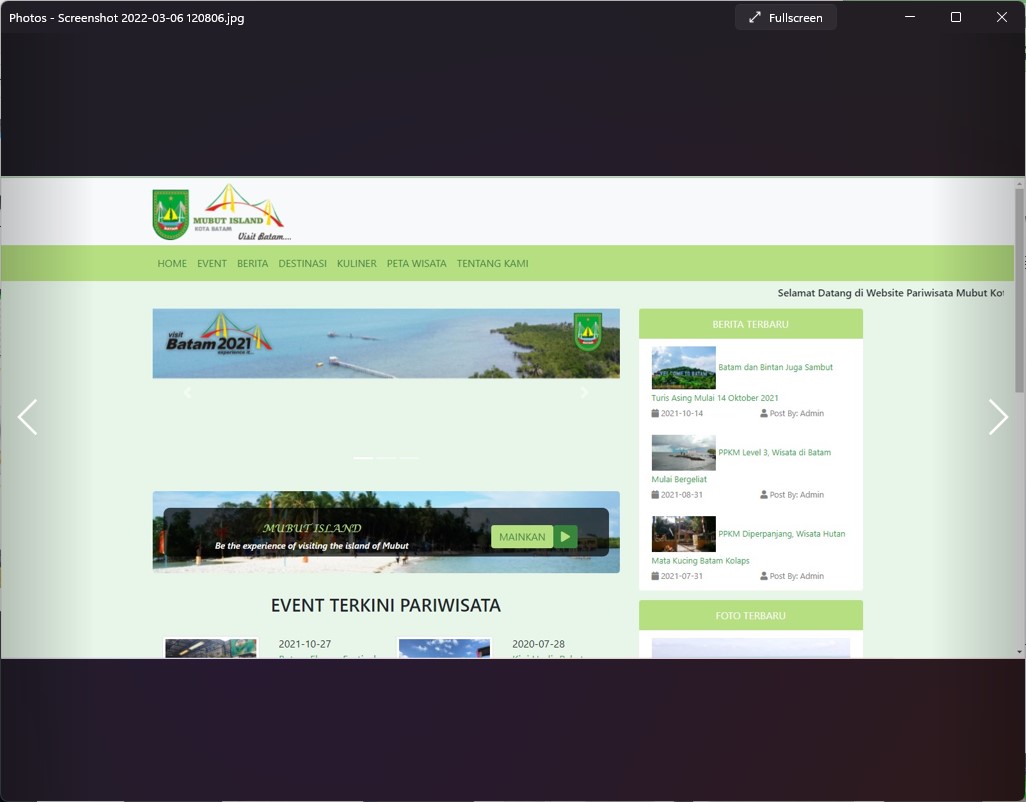 Photos - Screenshot 2022-03-06 120806.jpg
Fullscreen
MUBUT ISLAND
KOTA BATAM
Visit Batam....
HOME EVENT BERITA DESTINASI KULINER PETA WISATA TENTANG KAMI
Selamat Datang di Website Pariwisata Mubut Kot
visit
Batam2021
experience it...
MUBUT ISLAND
Be the experience of visiting the island of Mubut
MAINKAN
EVENT TERKINI PARIWISATA
2021-10-27
2020-07-28
BERITA TERBARU
WELCOME TO BATAM
Batam dan Bintan Juga Sambut
Turis Asing Mulai 14 Oktober 2021
2021-10-14 Post By: Admin
PPKM Level 3, Wisata di Batam
Mulai Bergeliat
2021-08-31 Post By: Admin
PPKM Diperpanjang, Wisata Hutan
Mata Kucing Batam Kolaps
2021-07-31 Post By: Admin
FOTO TERBARU